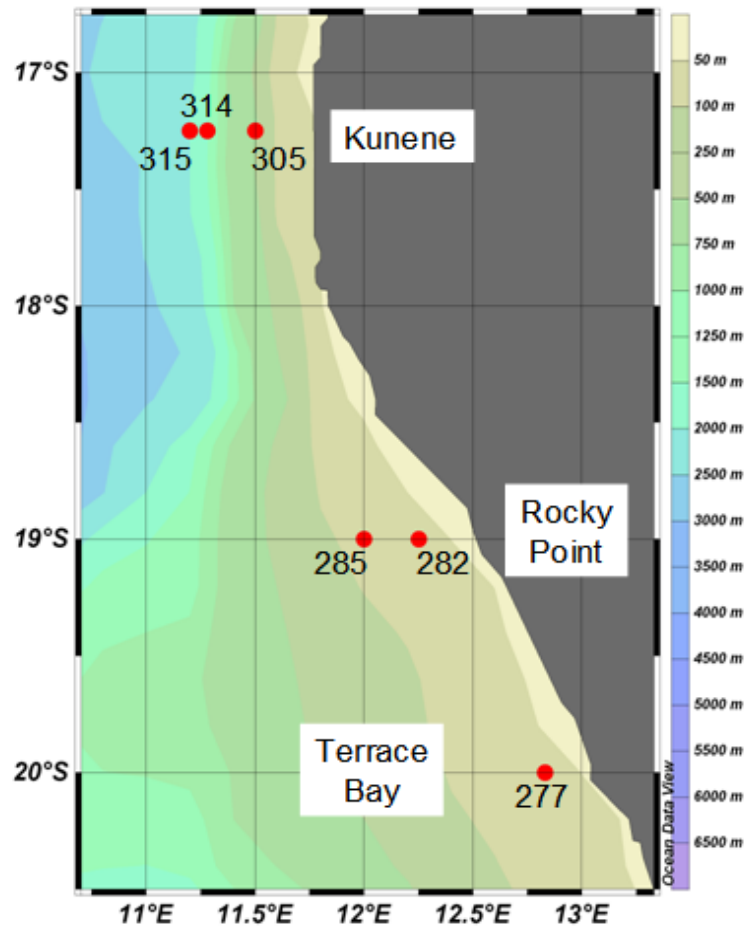 17°S
18°S
19°S
20°S
314
315
305
Kunene
285
282
Rocky
Point
Terrace
Bay
277
11°E
11.5°E
12°E
12.5°E
13°E
50 m
100 m
250 m
500 m
750 m
1000 m
1250 m
1500 m
2000 m
2500 m
3000 m
3500 m
4000 m
4500 m
5000 m
5500 m
6000 m
6500 m
Ocean Data View